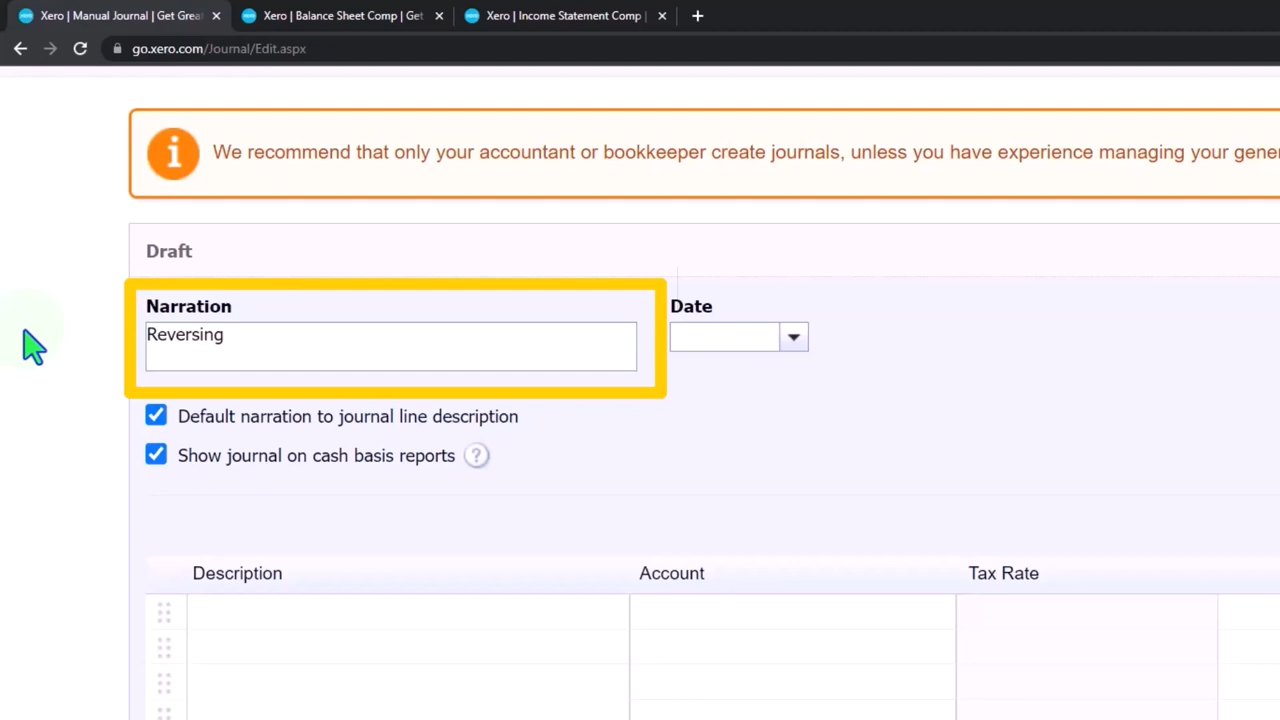 Xero | Manual Journal | Get Grea
Xero | Balance Sheet Comp | Get
Xero | Income Statement Comp |
go.xero.com/Journal/Edit.aspx
We recommend that only your accountant or bookkeeper create journals, unless you have experience managing your gener
Draft
Narration
Date
Reversing
Default narration to journal line description
Show journal on cash basis reports ?
Description
Account
Tax Rate